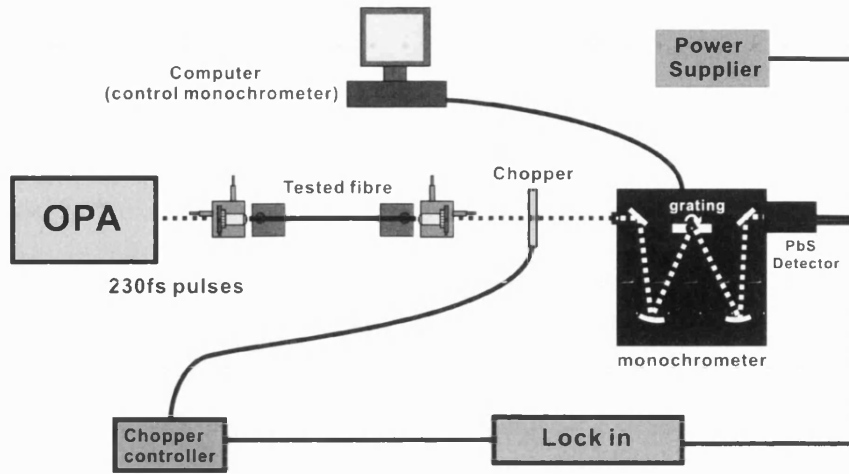 Power
Supplier
Computer
(control monochrometer)
Chopper
Tested fibre
OPA
grating
PbS
Detector
230fs pulses
monochrometer
Chopper
controller
Lock in